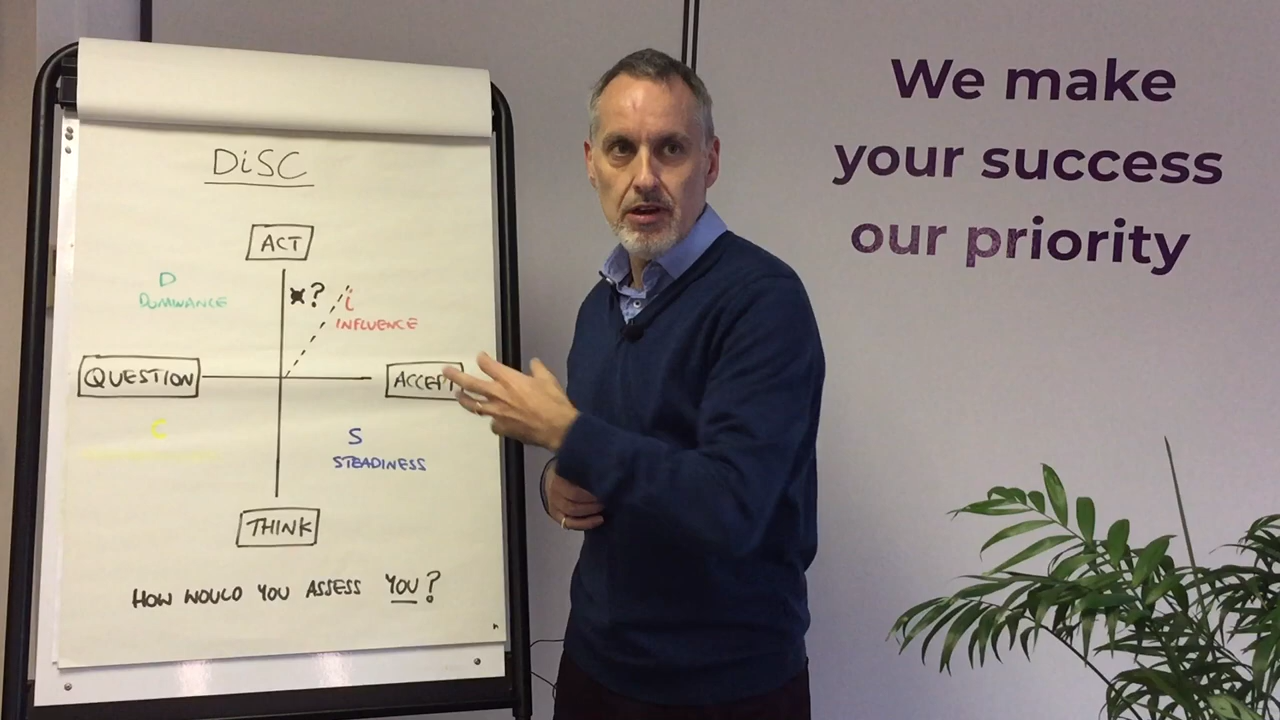 DiSC
ACT
D
DOMINANCE
x?
i
INFLUENCE
QUESTION
ACCEPT
C
S
STEADINESS
THINK
HOW WOULD YOU ASSESS YOU?
We make
your success
our priority